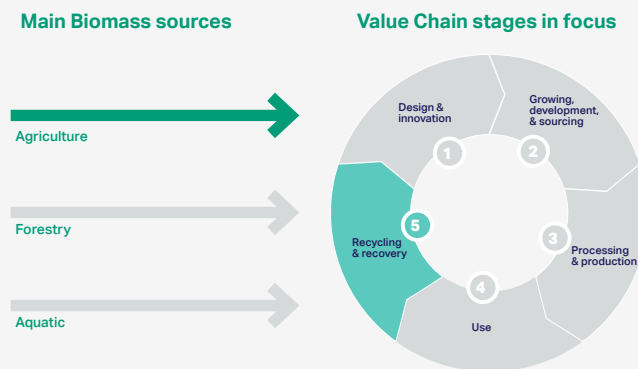 Main Biomass sources
Value Chain stages in focus
Agriculture
Forestry
Aquatic
Design &
innovation
1
Growing,
development,
& sourcing
2
3
Processing
& production
4
Use
5
Recycling
& recovery